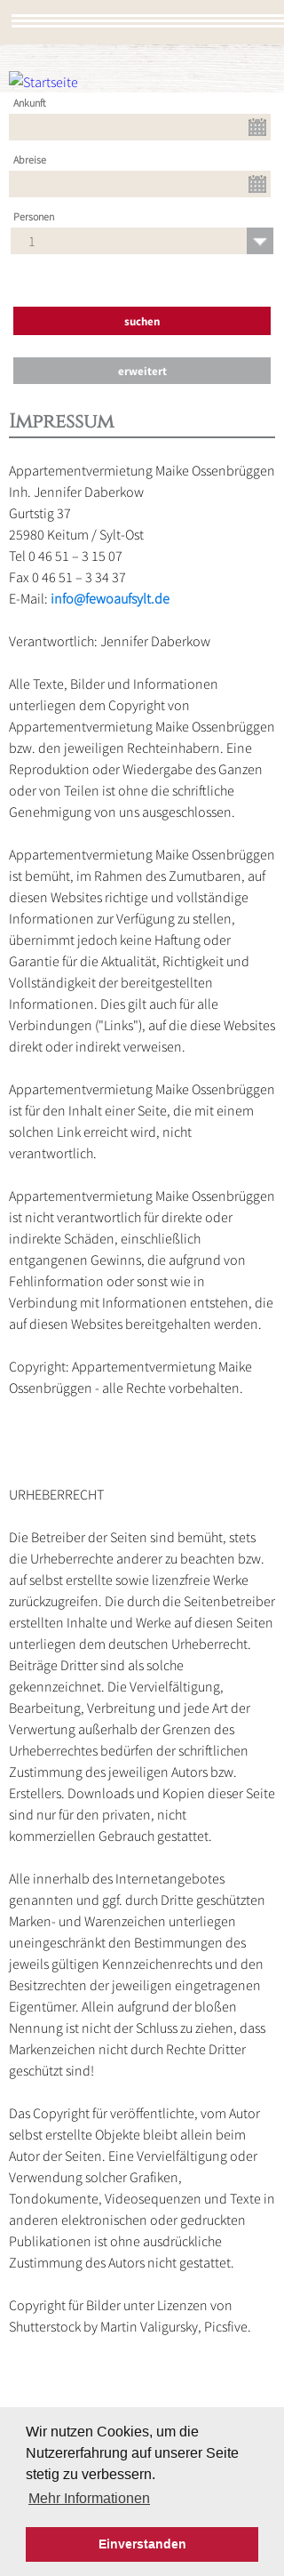 Startseite
Ankunft
Abreise
Personen
1
suchen
erweitert
Impressum
Appartementvermietung Maike Ossenbrüggen
Inh. Jennifer Daberkow
Gurtstig 37
25980 Keitum / Sylt-Ost
Tel 0 46 51 – 3 15 07
Fax 0 46 51 – 3 34 37
E-Mail: info@fewoaufsylt.de
Verantwortlich: Jennifer Daberkow
Alle Texte, Bilder und Informationen
unterliegen dem Copyright von
Appartementvermietung Maike Ossenbrüggen
bzw. den jeweiligen Rechteinhabern. Eine
Reproduktion oder Wiedergabe des Ganzen
oder von Teilen ist ohne die schriftliche
Genehmigung von uns ausgeschlossen.
Appartementvermietung Maike Ossenbrüggen
ist bemüht, im Rahmen des Zumutbaren, auf
diesen Websites richtige und vollständige
Informationen zur Verfügung zu stellen,
übernimmt jedoch keine Haftung oder
Garantie für die Aktualität, Richtigkeit und
Vollständigkeit der bereitgestellten
Informationen. Dies gilt auch für alle
Verbindungen ("Links"), auf die diese Websites
direkt oder indirekt verweisen.
Appartementvermietung Maike Ossenbrüggen
ist für den Inhalt einer Seite, die mit einem
solchen Link erreicht wird, nicht
verantwortlich.
Appartementvermietung Maike Ossenbrüggen
ist nicht verantwortlich für direkte oder
indirekte Schäden, einschließlich
entgangenen Gewinns, die aufgrund von
Fehlinformation oder sonst wie in
Verbindung mit Informationen entstehen, die
auf diesen Websites bereitgehalten werden.
Copyright: Appartementvermietung Maike
Ossenbrüggen - alle Rechte vorbehalten.
URHEBERRECHT
Die Betreiber der Seiten sind bemüht, stets
die Urheberrechte anderer zu beachten bzw.
auf selbst erstellte sowie lizenzfreie Werke
zurückzugreifen. Die durch die Seitenbetreiber
erstellten Inhalte und Werke auf diesen Seiten
unterliegen dem deutschen Urheberrecht.
Beiträge Dritter sind als solche
gekennzeichnet. Die Vervielfältigung,
Bearbeitung, Verbreitung und jede Art der
Verwertung außerhalb der Grenzen des
Urheberrechtes bedürfen der schriftlichen
Zustimmung des jeweiligen Autors bzw.
Erstellers. Downloads und Kopien dieser Seite
sind nur für den privaten, nicht
kommerziellen Gebrauch gestattet.
Alle innerhalb des Internetangebotes
genannten und ggf. durch Dritte geschützten
Marken- und Warenzeichen unterliegen
uneingeschränkt den Bestimmungen des
jeweils gültigen Kennzeichenrechts und den
Besitzrechten der jeweiligen eingetragenen
Eigentümer. Allein aufgrund der bloßen
Nennung ist nicht der Schluss zu ziehen, dass
Markenzeichen nicht durch Rechte Dritter
geschützt sind!
Das Copyright für veröffentlichte, vom Autor
selbst erstellte Objekte bleibt allein beim
Autor der Seiten. Eine Vervielfältigung oder
Verwendung solcher Grafiken,
Tondokumente, Videosequenzen und Texte in
anderen elektronischen oder gedruckten
Publikationen ist ohne ausdrückliche
Zustimmung des Autors nicht gestattet.
Copyright für Bilder unter Lizenzen von
Shutterstock by Martin Valigursky, Picsfive.
Wir nutzen Cookies, um die
Nutzererfahrung auf unserer Seite
stetig zu verbessern.
Mehr Informationen
Einverstanden